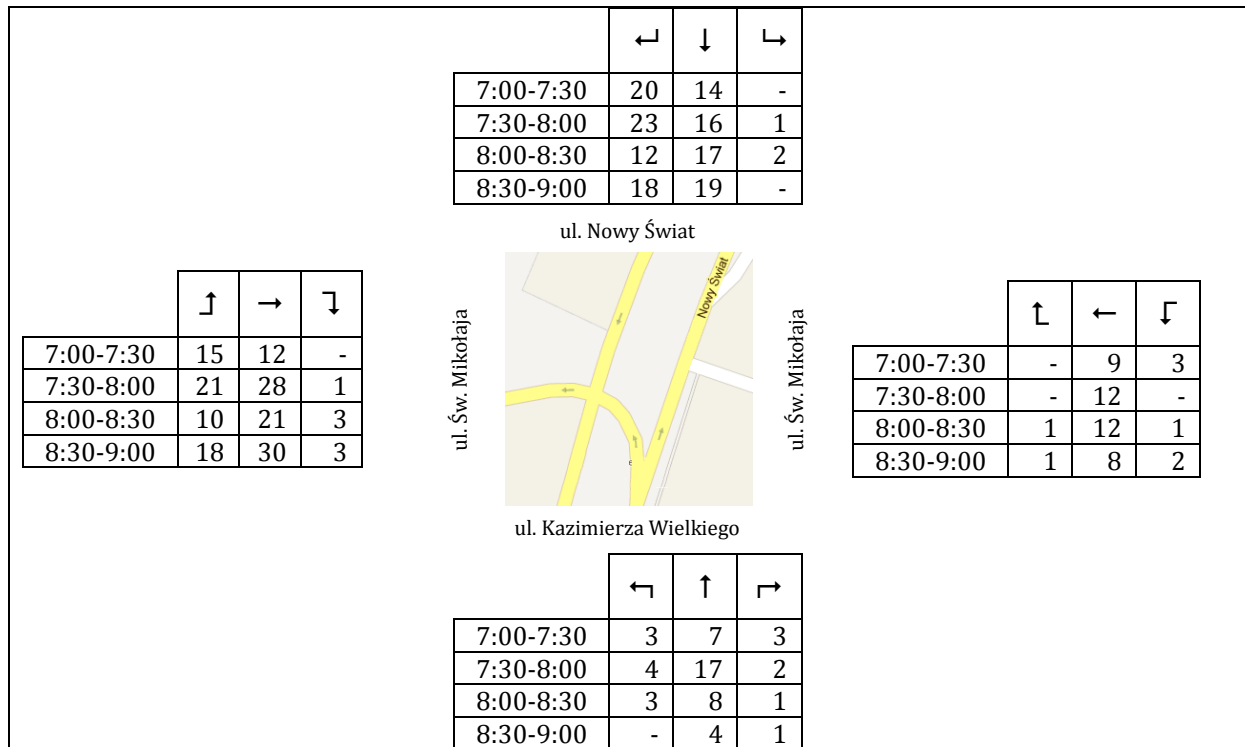 ↵ ↓ ↳
7:00-7:30 20 14 -
7:30-8:00 23 16 1
8:00-8:30 12 17 2
8:30-9:00 18 19 -
ul. Nowy Świat
⮥ → ⮧
7:00-7:30 15 12 -
7:30-8:00 21 28 1
8:00-8:30 10 21 3
8:30-9:00 18 30 3
ul. Św. Mikołaja
Nowy Świat
ul. Św. Mikołaja
⮤ ← ⮦
7:00-7:30 - 9 3
7:30-8:00 - 12 -
8:00-8:30 1 12 1
8:30-9:00 1 8 2
ul. Kazimierza Wielkiego
↰ ↑ ↱
7:00-7:30 3 7 3
7:30-8:00 4 17 2
8:00-8:30 3 8 1
8:30-9:00 - 4 1